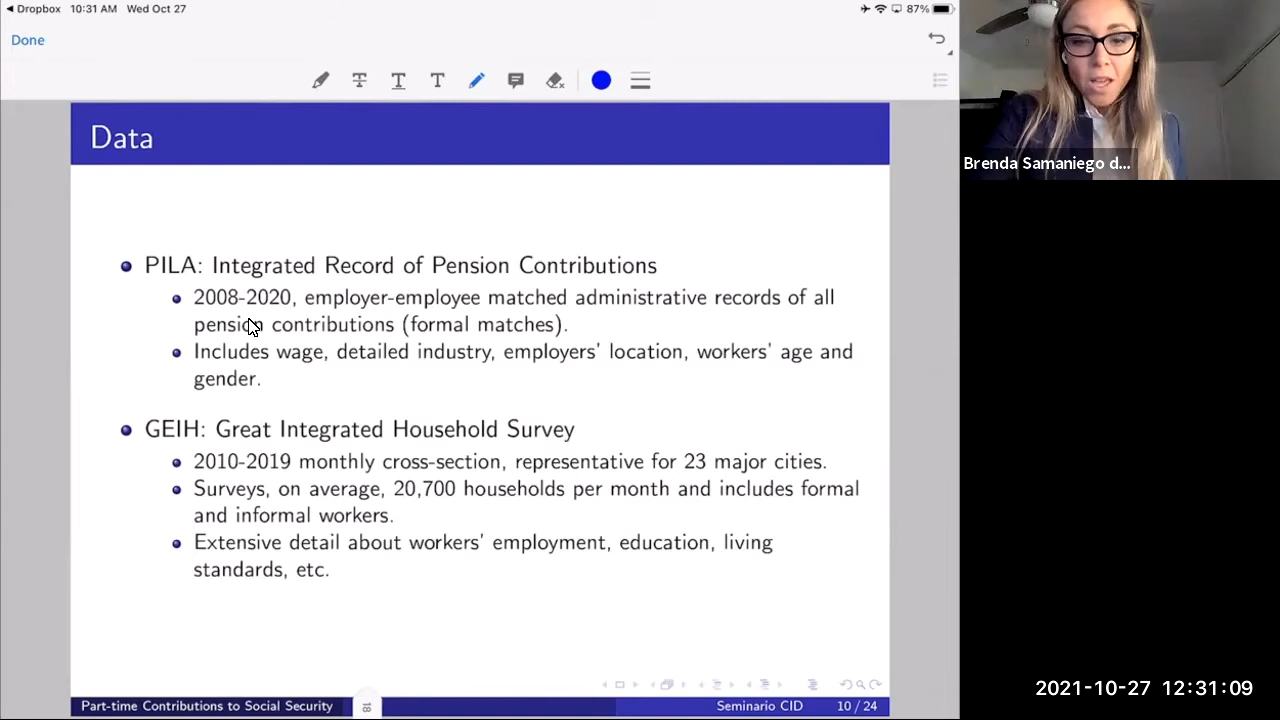 Dropbox 10:31 AM Wed Oct 27
87%
Done
T T T
Data
PILA: Integrated Record of Pension Contributions
2008-2020, employer-employee matched administrative records of all
pension contributions (formal matches).
Includes wage, detailed industry, employers' location, workers' age and
gender.
GEIH: Great Integrated Household Survey
2010-2019 monthly cross-section, representative for 23 major cities.
Surveys, on average, 20,700 households per month and includes formal
and informal workers.
Extensive detail about workers' employment, education, living
standards, etc.
Part-time Contributions to Social Security
18
Seminario CID
10 / 24
Brenda Samaniego d...
2021-10-27 12:31:09